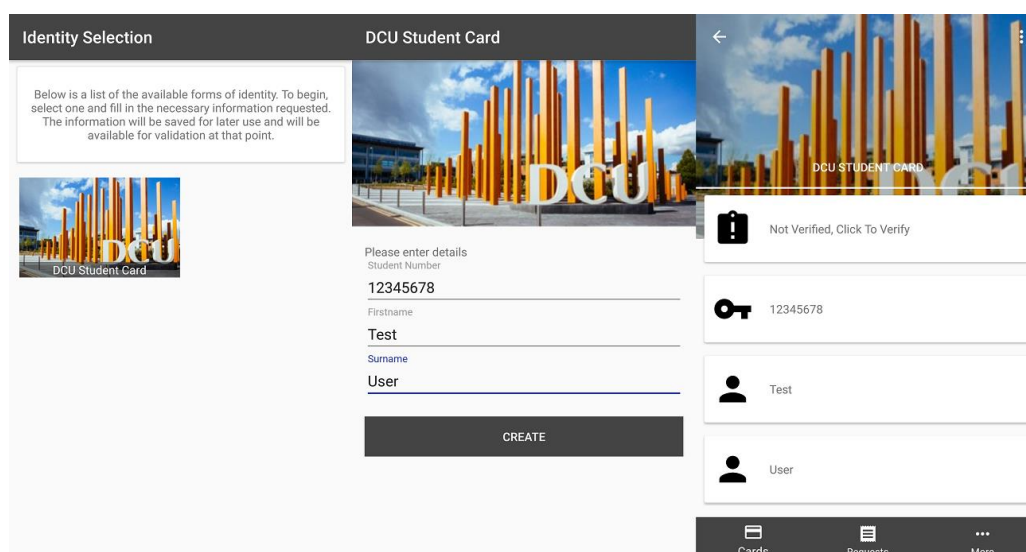 Identity Selection
Below is a list of the available forms of identity. To begin,
select one and fill in the necessary information requested.
The information will be saved for later use and will be
available for validation at that point.
DCU
DCU Student Card
DCU Student Card
DCU
Please enter details
Student Number
12345678
Firstname
Test
Surname
User
CREATE
DCU STUDENT CARD
Not Verified, Click To Verify
12345678
Test
User
Cards
Requests
More